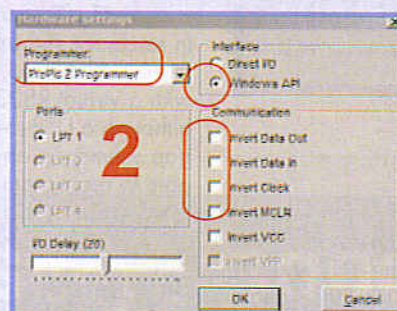 Hardware settings
Programmer:
ProPic 2 Programmer
Interface
Direct I/O
Windows API
Ports
LPT 1
LPT 2
LPT 3
LPT 4
2
Communication
Invert Data Out
Invert Data In
Invert Clock
Invert MCLR
Invert VCC
Invert VPP
I/O Delay (20)
OK
Cancel